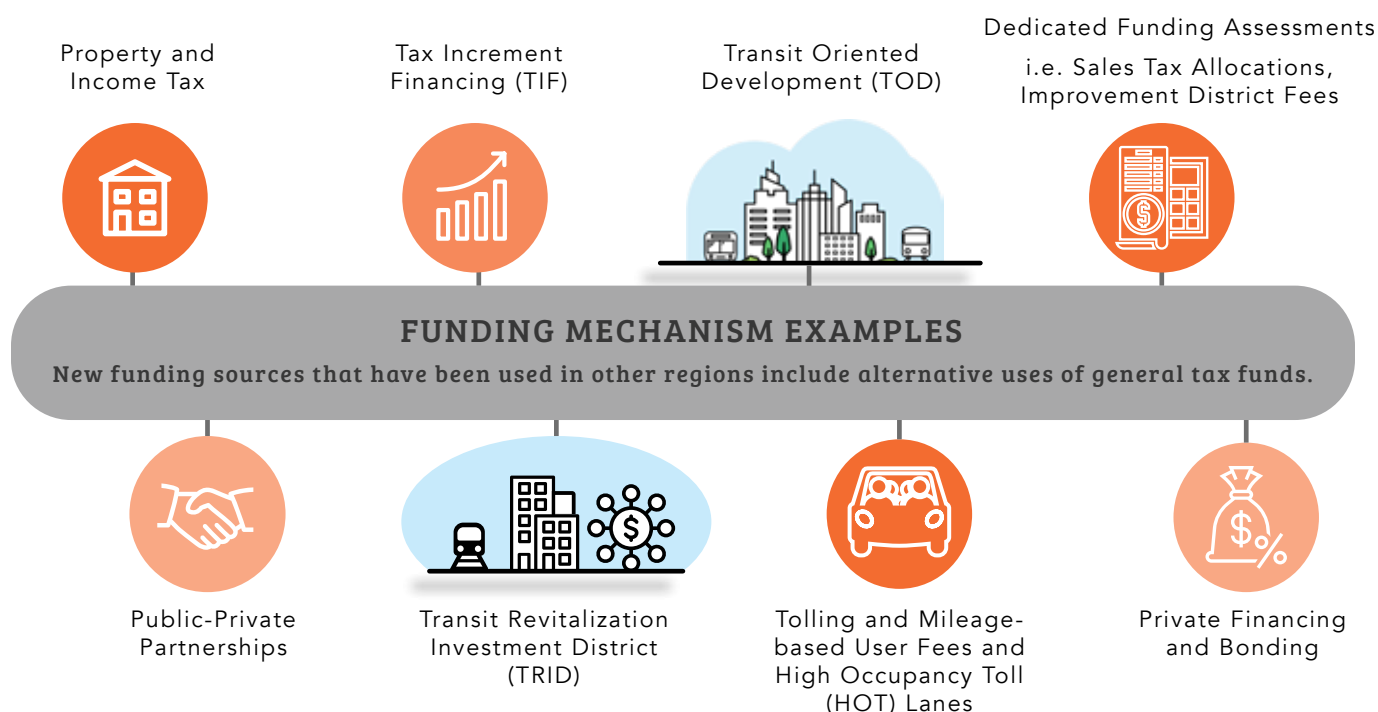 Property and
Income Tax
Tax Increment
Financing (TIF)
Transit Oriented
Development (TOD)
Dedicated Funding Assessments
i.e. Sales Tax Allocations,
Improvement District Fees
$
FUNDING MECHANISM EXAMPLES
New funding sources that have been used in other regions include alternative uses of general tax funds.
$
$%
Public-Private
Partnerships
Transit Revitalization
Investment District
(TRID)
Tolling and Mileage-
based User Fees and
High Occupancy Toll
(HOT) Lanes
Private Financing
and Bonding